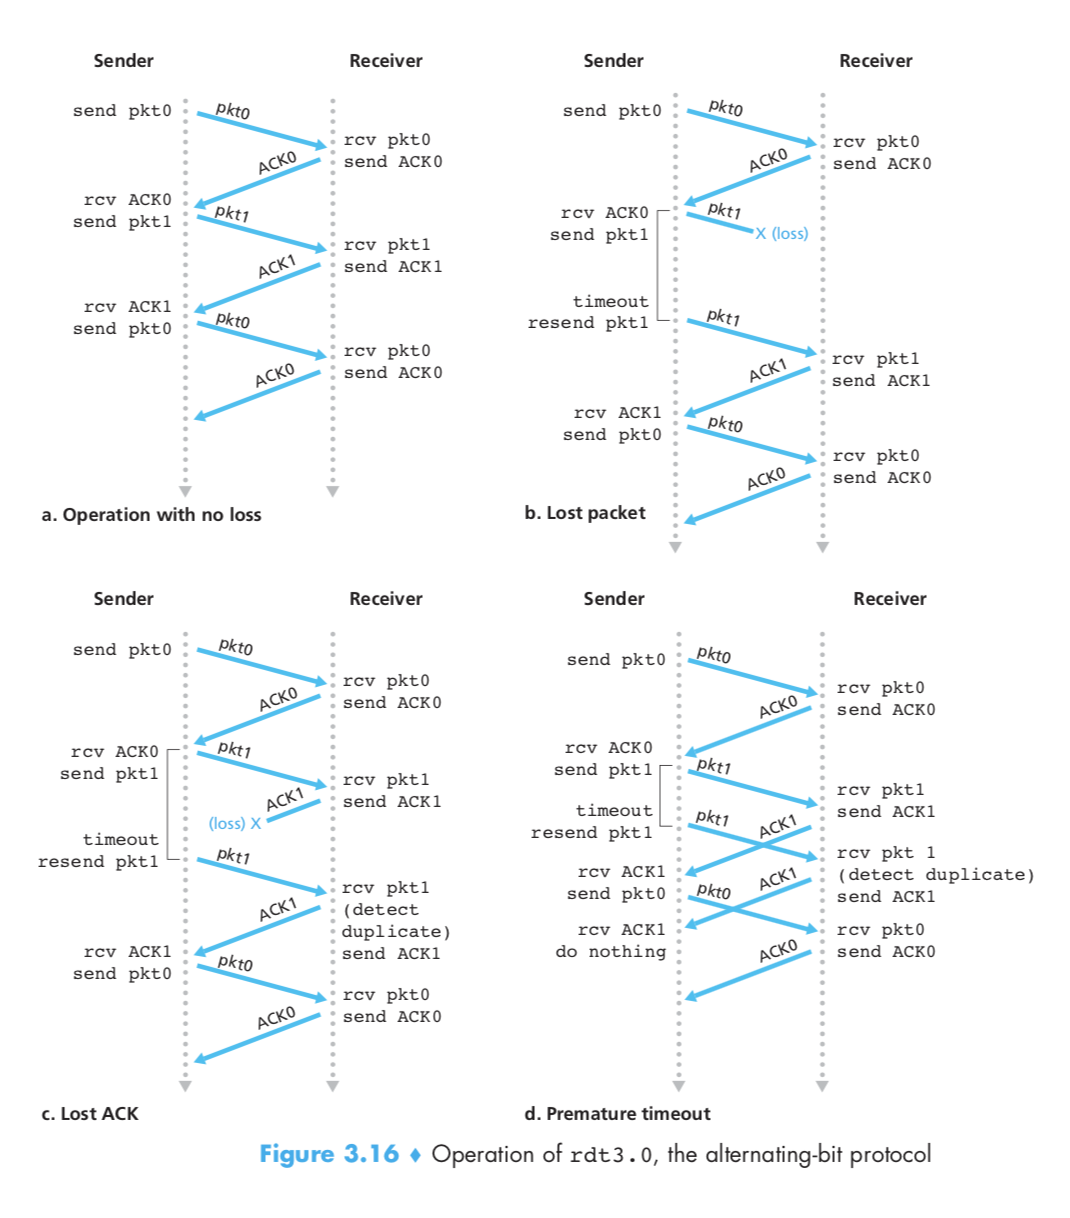 Sender
Receiver
send pkt0
pkt0
rcv pkt0
send ACK0
ACK0
rcv ACK0
send pkt1
pkt1
rcv pkt1
send ACK1
ACK1
rcv ACK1
send pkt0
pkt0
rcv pkt0
send ACK0
ACK0
a. Operation with no loss
Sender
Receiver
send pkt0
pkt0
rcv pkt0
send ACK0
ACK0
rcv ACK0
send pkt1
pkt1
X (loss)
timeout
resend pkt1
pkt1
rcv pkt1
send ACK1
ACK1
rcv ACK1
send pkt0
pkt0
rcv pkt0
send ACK0
ACK0
b. Lost packet
Sender
Receiver
send pkt0
pkt0
rcv pkt0
send ACK0
ACK0
rcv ACK0
send pkt1
pkt1
rcv pkt1
send ACK1
ACK1
(loss) X
timeout
resend pkt1
pkt1
rcv pkt1
(detect
duplicate)
send ACK1
ACK1
rcv ACK1
send pkt0
pkt0
rcv pkt0
send ACK0
ACK0
c. Lost ACK
Sender
Receiver
send pkt0
pkt0
rcv pkt0
send ACK0
ACK0
rcv ACK0
send pkt1
pkt1
rcv pkt1
send ACK1
timeout
resend pkt1
pkt1
ACK1
rcv pkt 1
(detect duplicate)
send ACK1
rcv ACK1
send pkt0
pkt0
ACK1
rcv ACK1
do nothing
rcv pkt0
send ACK0
ACK0
d. Premature timeout
Figure 3.16 ♦ Operation of rdt3.0, the alternating-bit protocol